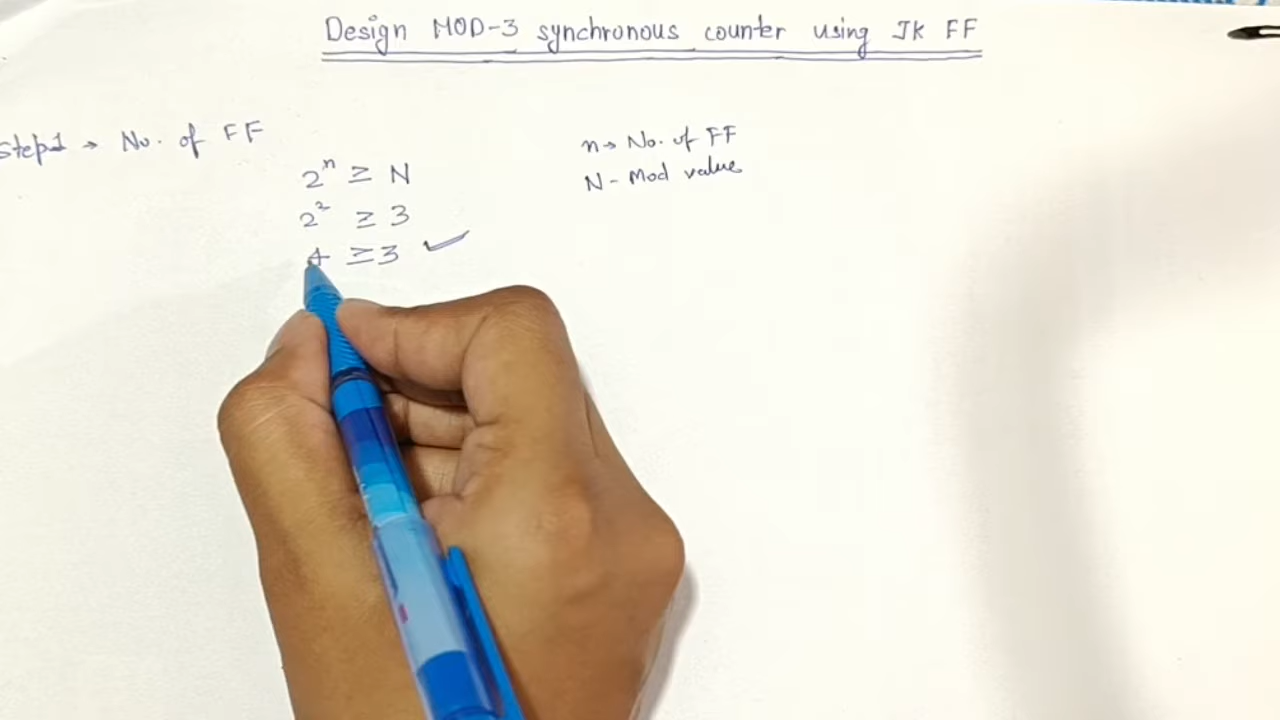 Design MOD-3 synchronous counter using JK FF
Step1 → No. of FF
2ⁿ ≥ N
2² ≥ 3
4 ≥ 3 ✓
n → No. of FF
N - Mod value